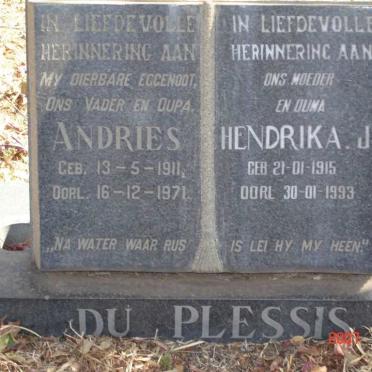 IN LIEFDEVOLLE
HERINNERING AAN
MY DIERBARE EGGENOOT,
ONS VADER EN OUPA.
ANDRIES
GEB. 13-5-1911,
OORL. 16-12-1971.
„NA WATER WAAR RUS
IN LIEFDEVOLLE
HERINNERING AAN
ONS MOEDER
EN OUMA
HENDRIKA. J
GEB 21-01-1915
OORL 30-01-1993
IS LEI HY MY HEEN."
DU PLESSIS